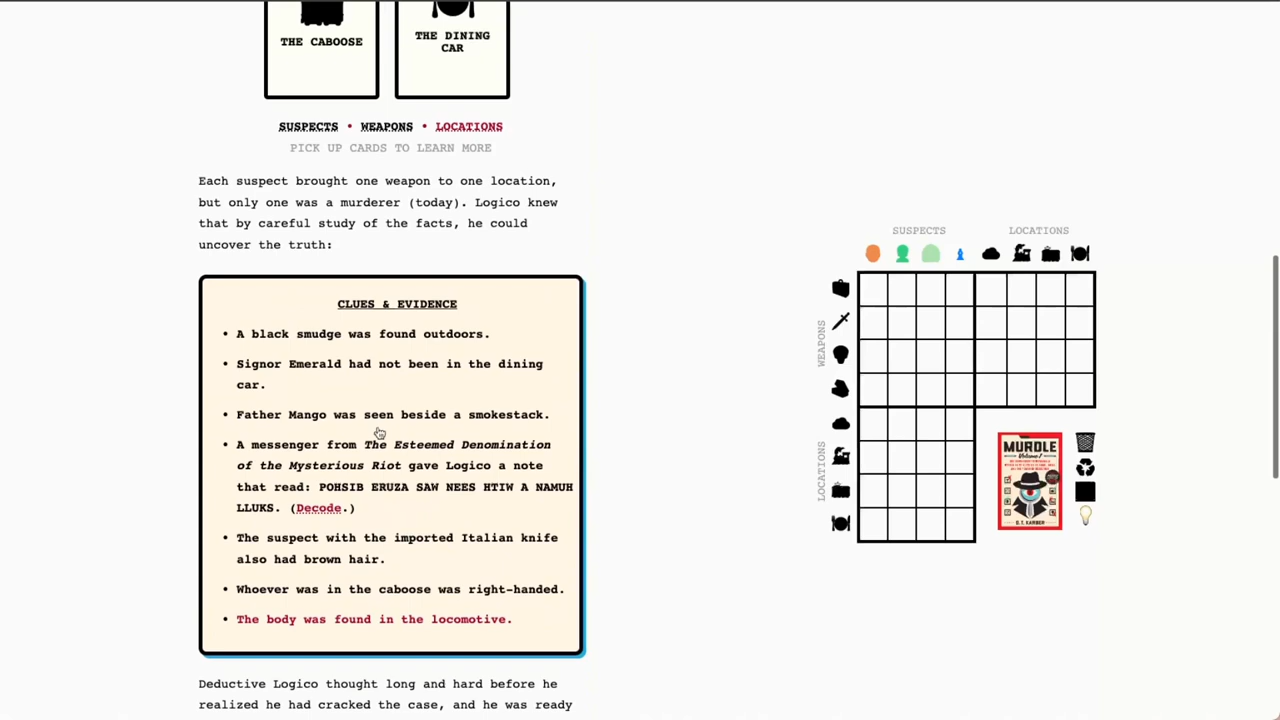 THE CABOOSE
THE DINING
CAR
SUSPECTS • WEAPONS • LOCATIONS
PICK UP CARDS TO LEARN MORE
Each suspect brought one weapon to one location,
but only one was a murderer (today). Logico knew
that by careful study of the facts, he could
uncover the truth:
CLUES & EVIDENCE
• A black smudge was found outdoors.
• Signor Emerald had not been in the dining
car.
• Father Mango was seen beside a smokestack.
• A messenger from The Esteemed Denomination
of the Mysterious Riot gave Logico a note
that read: POHSIB ERUZA SAW NEES HTIW A NAMUH
LLUKS. (Decode.)
• The suspect with the imported Italian knife
also had brown hair.
• Whoever was in the caboose was right-handed.
• The body was found in the locomotive.
Deductive Logico thought long and hard before he
realized he had cracked the case, and he was ready
SUSPECTS
LOCATIONS
WEAPONS
LOCATIONS
MURDLE
Volume 1
G. T. KARBER